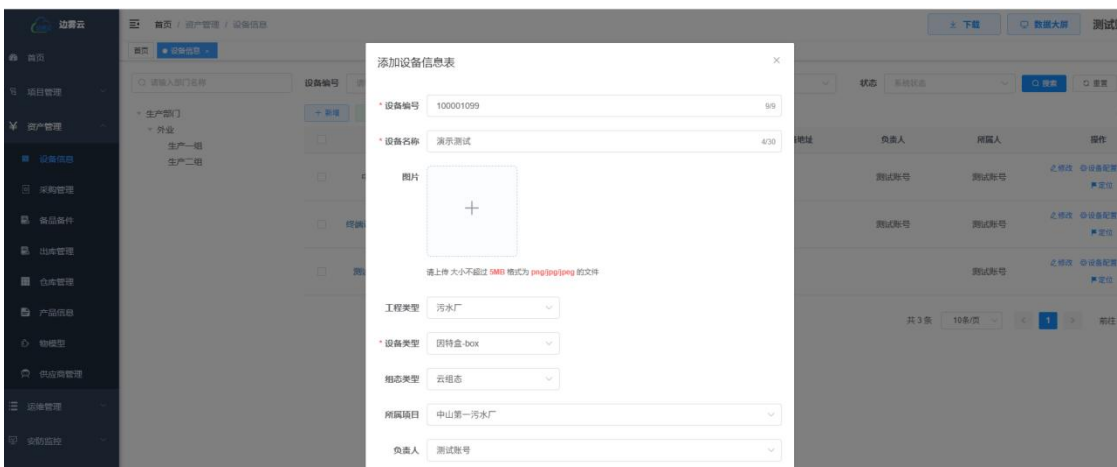 边雲云
首页 / 资产管理 / 设备信息
下载
数据大屏
首页
设备信息 ×
首页
项目管理
资产管理
设备信息
采购管理
备品备件
出库管理
仓库管理
产品信息
物模型
供应商管理
运维管理
安防监控
请输入部门名称
生产部门
外业
生产一组
生产二组
设备编号
状态
搜索
重置
+ 新增
负责人
所属人
操作
测试账号 测试账号 修改 设备配置
定位
测试账号 测试账号 修改 设备配置
定位
测试账号 修改 设备配置
定位
共 3 条 10条/页 1 前往
添加设备信息表 ×
* 设备编号 100001099 9/9
* 设备名称 演示测试 4/30
图片
请上传 大小不超过 5MB 格式为 png/jpg/jpeg 的文件
工程类型 污水厂
* 设备类型 因特盒-box
组态类型 云组态
所属项目 中山第一污水厂
负责人 测试账号